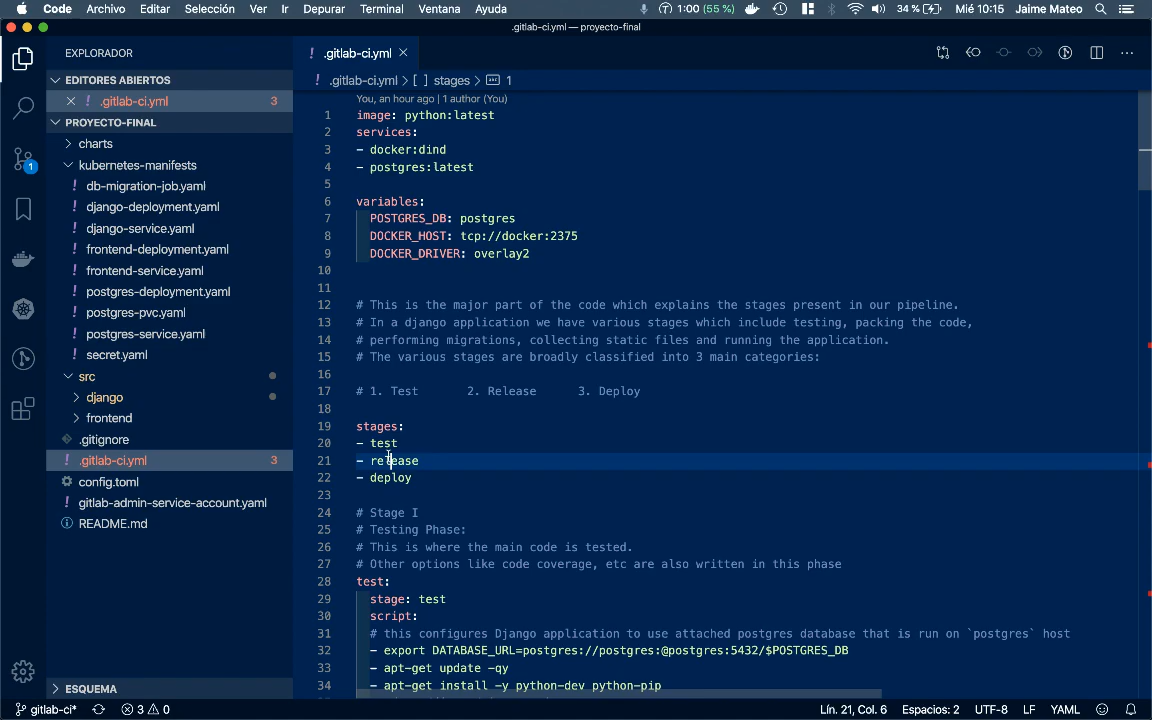 Code Archivo Editar Selección Ver Ir Depurar Terminal Ventana Ayuda 1:00 (55 %) 34 % Mié 10:15 Jaime Mateo
.gitlab-ci.yml — proyecto-final
EXPLORADOR
EDITORES ABIERTOS
.gitlab-ci.yml 3
PROYECTO-FINAL
charts
kubernetes-manifests
! db-migration-job.yaml
! django-deployment.yaml
! django-service.yaml
! frontend-deployment.yaml
! frontend-service.yaml
! postgres-deployment.yaml
! postgres-pvc.yaml
! postgres-service.yaml
! secret.yaml
src
django
frontend
.gitignore
! .gitlab-ci.yml 3
config.toml
! gitlab-admin-service-account.yaml
README.md
ESQUEMA
1
! .gitlab-ci.yml
! .gitlab-ci.yml > [ ] stages > 1
You, an hour ago | 1 author (You)
1 image: python:latest
2 services:
3 - docker:dind
4 - postgres:latest
5
6 variables:
7 POSTGRES_DB: postgres
8 DOCKER_HOST: tcp://docker:2375
9 DOCKER_DRIVER: overlay2
10
11
12 # This is the major part of the code which explains the stages present in our pipeline.
13 # In a django application we have various stages which include testing, packing the code,
14 # performing migrations, collecting static files and running the application.
15 # The various stages are broadly classified into 3 main categories:
16
17 # 1. Test 2. Release 3. Deploy
18
19 stages:
20 - test
21 - release
22 - deploy
23
24 # Stage I
25 # Testing Phase:
26 # This is where the main code is tested.
27 # Other options like code coverage, etc are also written in this phase
28 test:
29 stage: test
30 script:
31 # this configures Django application to use attached postgres database that is run on `postgres` host
32 - export DATABASE_URL=postgres://postgres:@postgres:5432/$POSTGRES_DB
33 - apt-get update -qy
34 - apt-get install -y python-dev python-pip
gitlab-ci* 3 0 Lín. 21, Col. 6 Espacios: 2 UTF-8 LF YAML